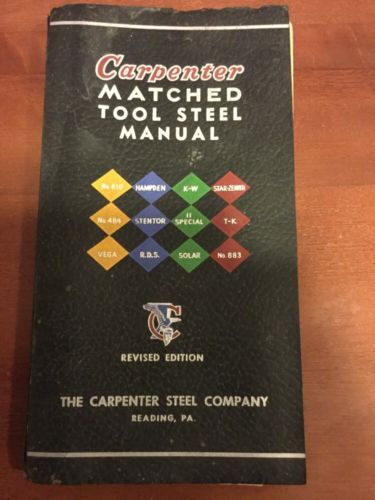 Carpenter
MATCHED
TOOL STEEL
MANUAL
No. 610 HAMPDEN K-W STAR-ZENITH
No. 484 STENTOR 11 SPECIAL T-K
VEGA R.D.S. SOLAR No. 883
C
REVISED EDITION
THE CARPENTER STEEL COMPANY
READING, PA.